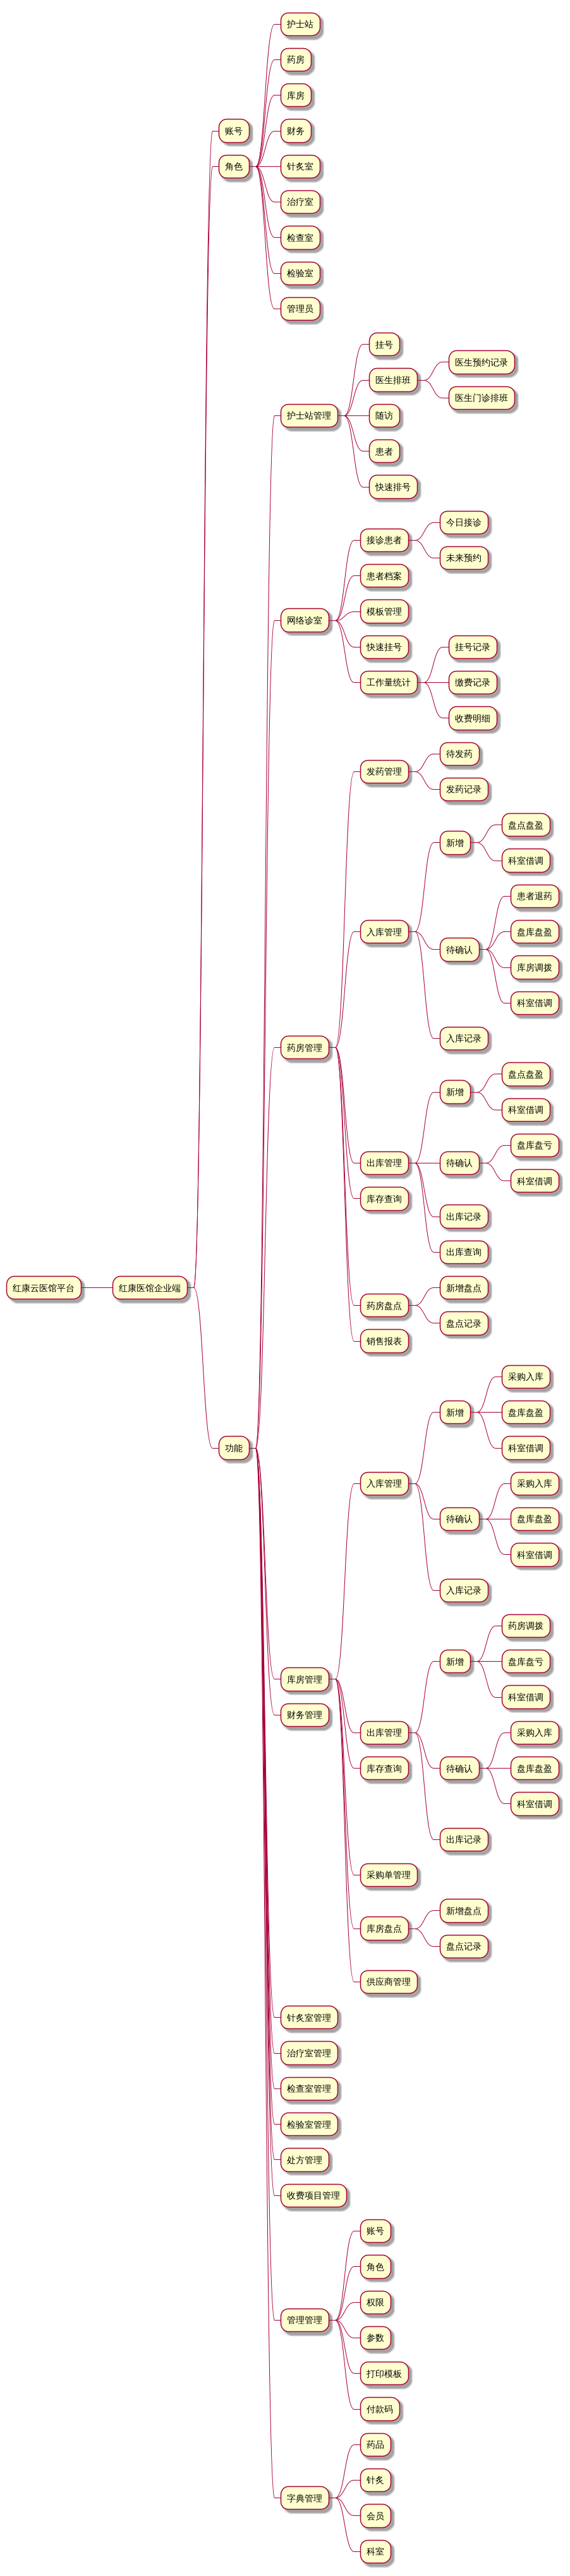 红康云医馆平台
红康医馆企业端
账号
角色
护士站
药房
库房
财务
针炙室
治疗室
检查室
检验室
管理员
功能
护士站管理
挂号
医生排班
医生预约记录
医生门诊排班
随访
患者
快速排号
网络诊室
接诊患者
今日接诊
未来预约
患者档案
模板管理
快速挂号
工作量统计
挂号记录
缴费记录
收费明细
药房管理
发药管理
待发药
发药记录
入库管理
新增
盘点盘盈
科室借调
待确认
患者退药
盘库盘盈
库房调拨
科室借调
入库记录
出库管理
新增
盘点盘盈
科室借调
待确认
盘库盘亏
科室借调
出库记录
出库查询
库存查询
药房盘点
新增盘点
盘点记录
销售报表
库房管理
入库管理
新增
采购入库
盘库盘盈
科室借调
待确认
采购入库
盘库盘盈
科室借调
入库记录
出库管理
新增
药房调拨
盘库盘亏
科室借调
待确认
采购入库
盘库盘盈
科室借调
出库记录
库存查询
采购单管理
库房盘点
新增盘点
盘点记录
供应商管理
财务管理
针炙室管理
治疗室管理
检查室管理
检验室管理
处方管理
收费项目管理
管理管理
账号
角色
权限
参数
打印模板
付款码
字典管理
药品
针炙
会员
科室